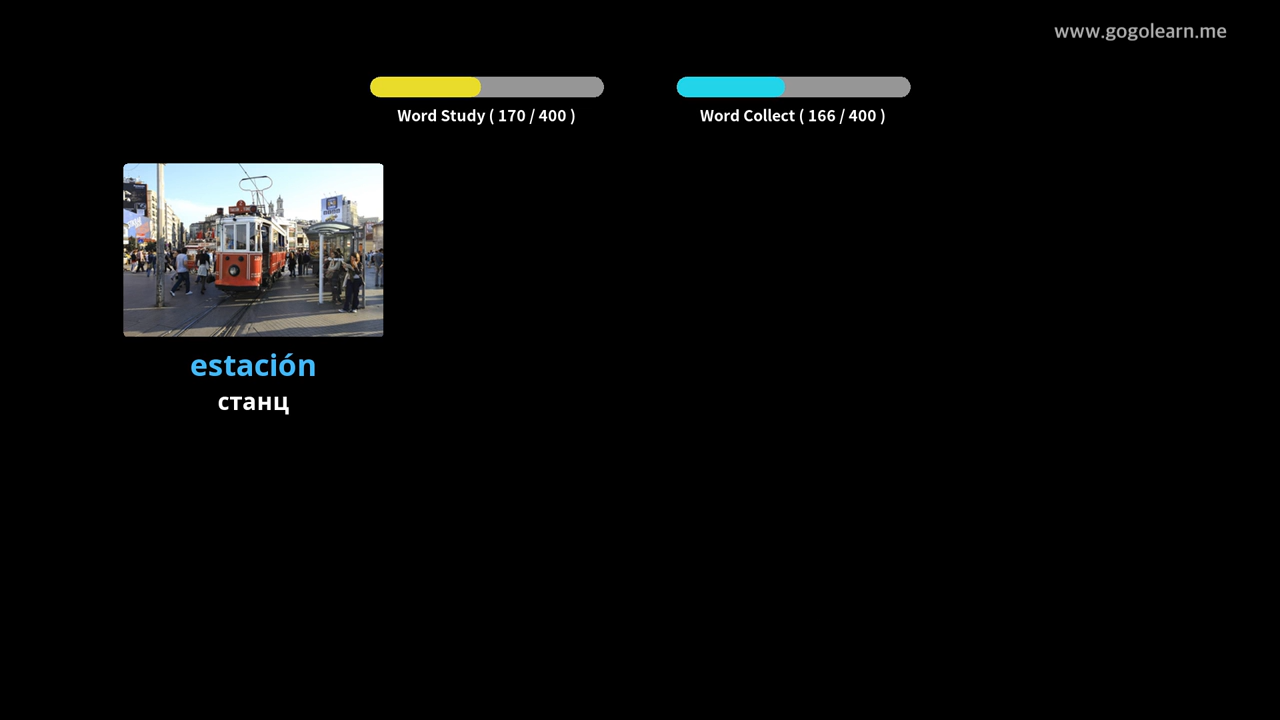 www.gogolearn.me
Word Study ( 170 / 400 )
Word Collect ( 166 / 400 )
estación
станц